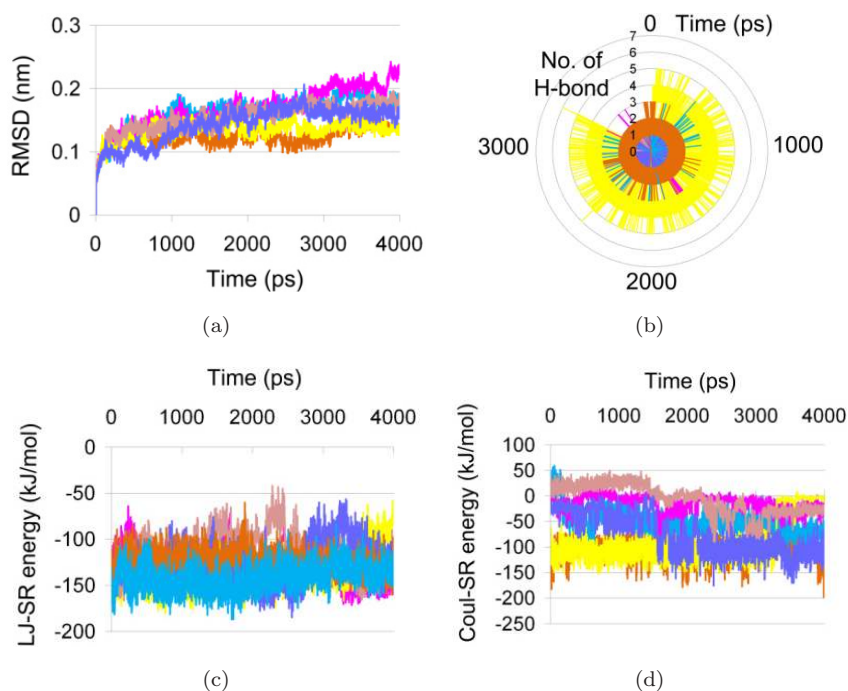 0.3
0.2
0.1
0
RMSD (nm)
0 1000 2000 3000 4000
Time (ps)
(a)
0 Time (ps)
No. of
H-bond
7
6
5
4
3
2
1
0
3000 1000
2000
(b)
Time (ps)
0 1000 2000 3000 4000
0
-50
-100
-150
-200
LJ-SR energy (kJ/mol)
(c)
Time (ps)
0 1000 2000 3000 4000
100
50
0
-50
-100
-150
-200
-250
Coul-SR energy (kJ/mol)
(d)